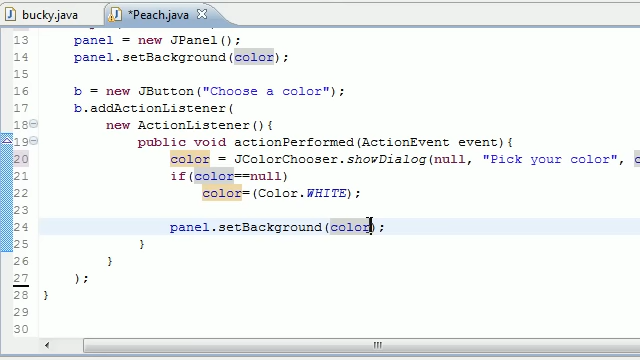 bucky.java *Peach.java
13 panel = new JPanel();
14 panel.setBackground(color);
15
16 b = new JButton("Choose a color");
17 b.addActionListener(
18 new ActionListener(){
19 public void actionPerformed(ActionEvent event){
20 color = JColorChooser.showDialog(null, "Pick your color", c
21 if(color==null)
22 color=(Color.WHITE);
23
24 panel.setBackground(color);
25 }
26 }
27 );
28 }
29
30